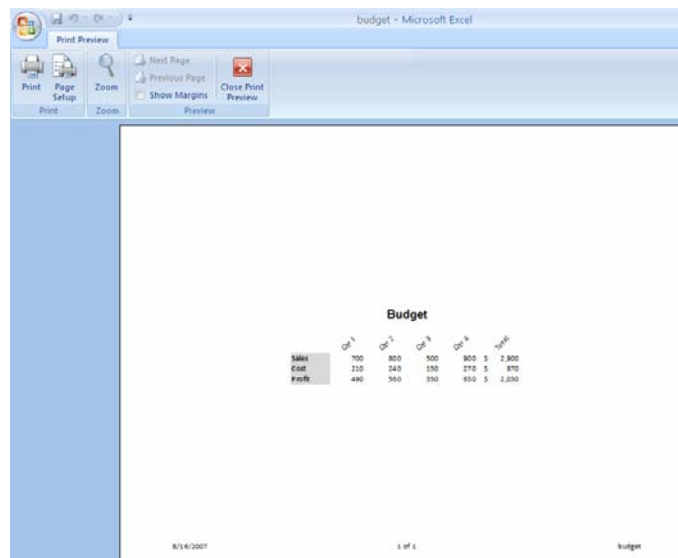 budget - Microsoft Excel
Print Preview
Print
Page Setup
Zoom
Next Page
Previous Page
Show Margins
Close Print Preview
Print
Zoom
Preview
Budget
Qtr 1 Qtr 2 Qtr 3 Qtr 4 Total
Sales 700 800 500 900 $ 2,900
Cost 210 240 150 270 $ 870
Profit 490 560 350 630 $ 2,030
8/16/2007 1 of 1 budget